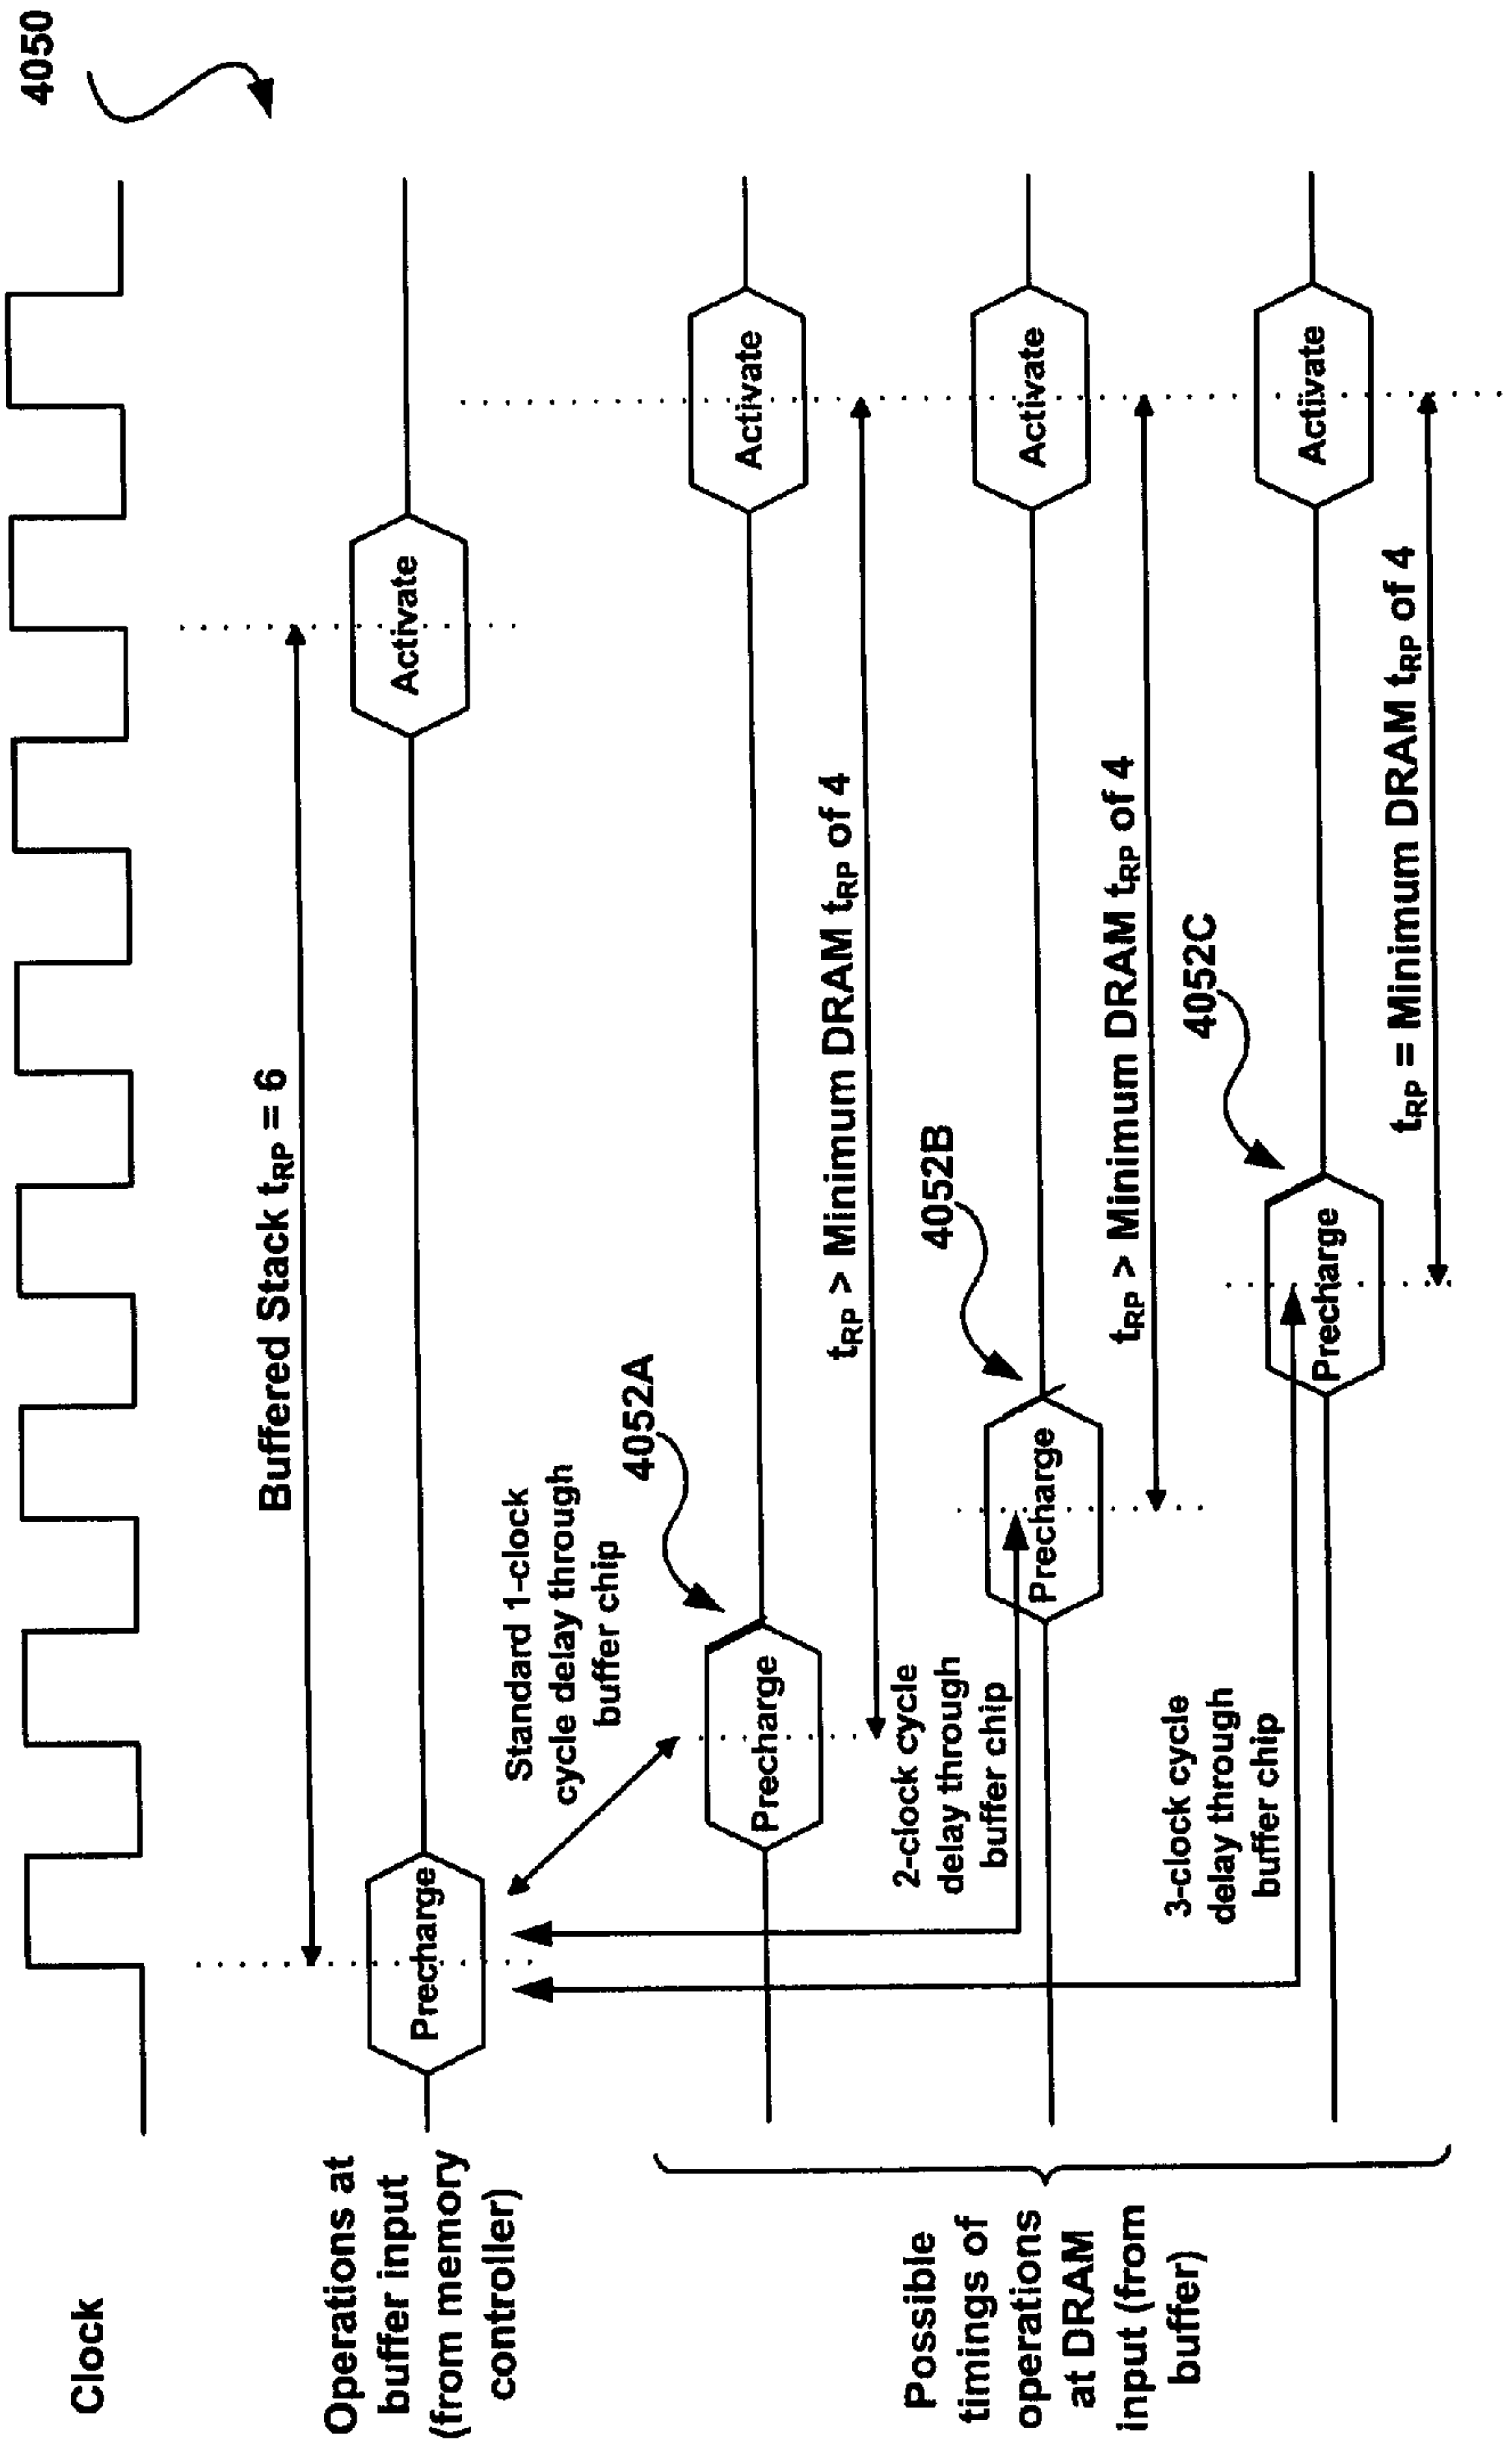 4050
Clock
Buffered Stack tRP = 6
Operations at
buffer input
(from memory
controller)
Precharge
Activate
Standard 1-clock
cycle delay through
buffer chip
4052A
Precharge
Activate
tRP > Minimum DRAM tRP of 4
2-clock cycle
delay through
buffer chip
4052B
Precharge
Activate
tRP > Minimum DRAM tRP of 4
3-clock cycle
delay through
buffer chip
4052C
Precharge
Activate
tRP = Minimum DRAM tRP of 4
Possible
timings of
operations
at DRAM
input (from
buffer)